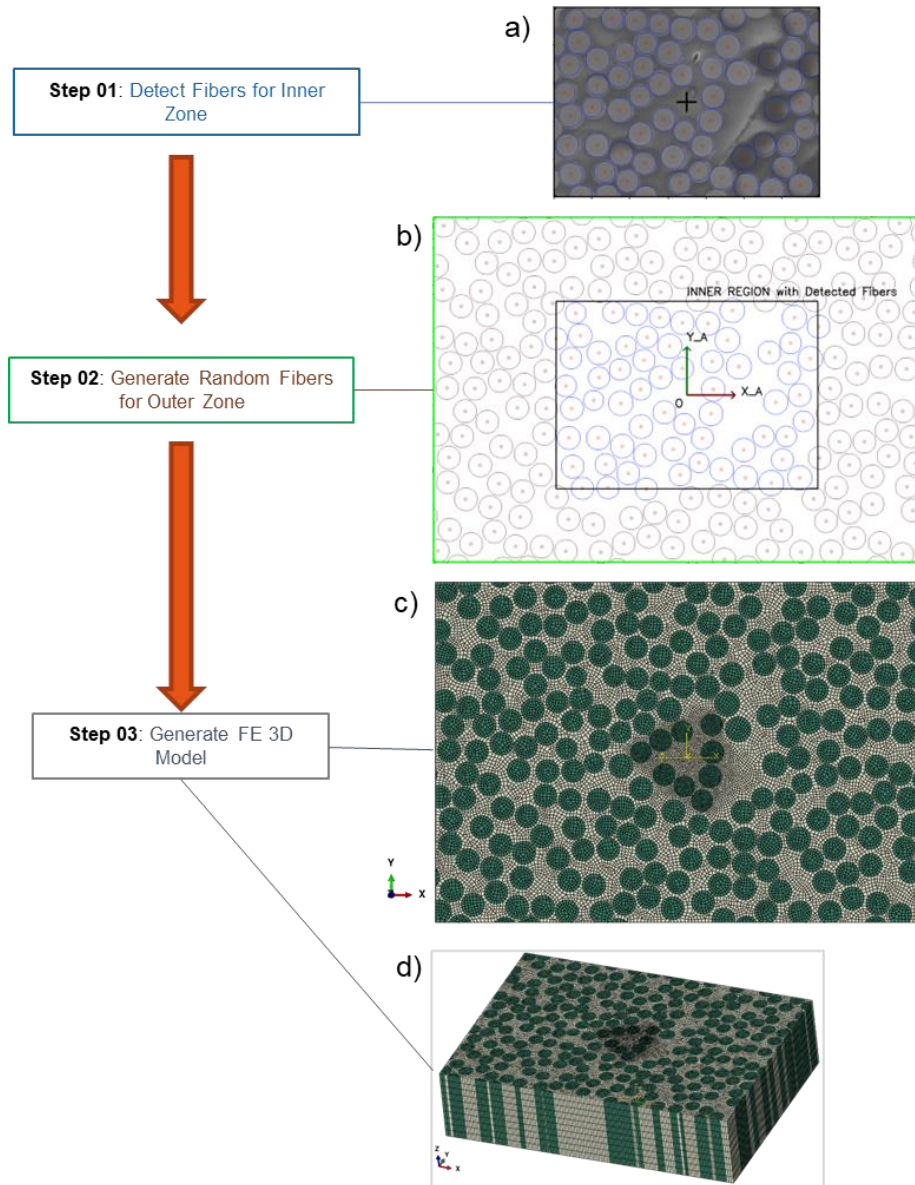 a)
Step 01: Detect Fibers for Inner
Zone
b)
INNER REGION with Detected Fibers
Y_A
X_A
O
Step 02: Generate Random Fibers
for Outer Zone
c)
Step 03: Generate FE 3D
Model
Y
X
d)
Z
Y
X